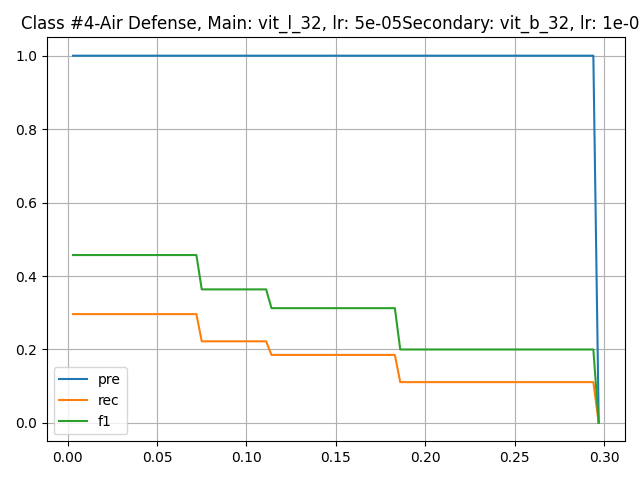 Class #4-Air Defense, Main: vit_l_32, lr: 5e-05Secondary: vit_b_32, lr: 1e-0
1.0
0.8
0.6
0.4
0.2
0.0
pre
rec
f1
0.00 0.05 0.10 0.15 0.20 0.25 0.30